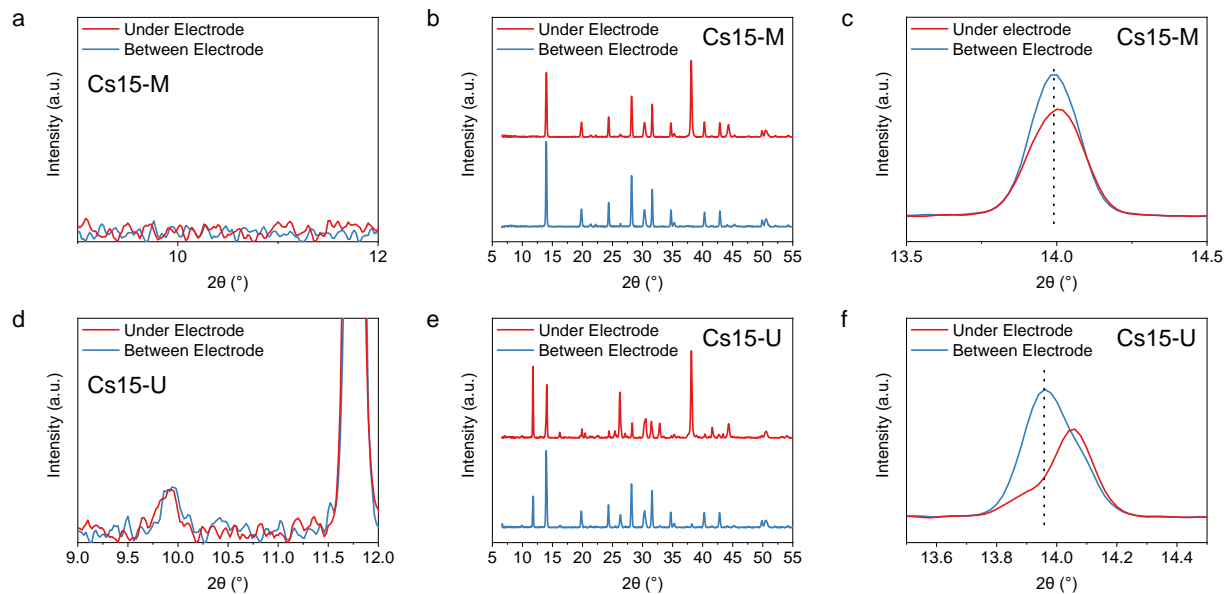 a
Under Electrode
Between Electrode
Cs15-M
Intensity (a.u.)
10 12
2θ (°)
b
Under Electrode
Between Electrode
Cs15-M
Intensity (a.u.)
5 10 15 20 25 30 35 40 45 50 55
2θ (°)
c
Under electrode
Between Electrode
Cs15-M
Intensity (a.u.)
13.5 14.0 14.5
2θ (°)
d
Under Electrode
Between Electrode
Cs15-U
Intensity (a.u.)
9.0 9.5 10.0 10.5 11.0 11.5 12.0
2θ (°)
e
Under Electrode
Between Electrode
Cs15-U
Intensity (a.u.)
5 10 15 20 25 30 35 40 45 50 55
2θ (°)
f
Under Electrode
Between Electrode
Cs15-U
Intensity (a.u.)
13.6 13.8 14.0 14.2 14.4
2θ (°)